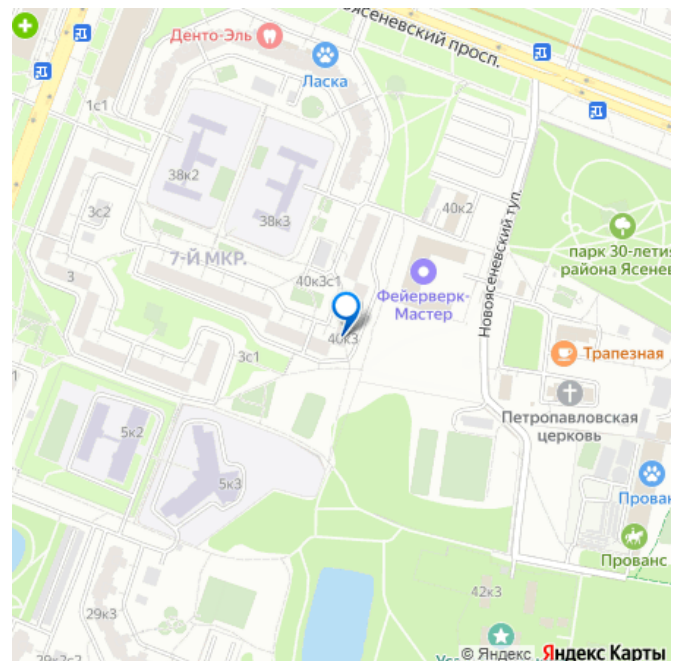 Новоясеневский просп.
Денто-Эль
Ласка
1с1
38к2
38к3
40к2
3с2
7-Й МКР.
3
40к3с1
Фейерверк-
Мастер
Новоясеневский туп.
парк 30-летия
района Ясенев
40к3
3с1
Трапезная
Петропавловская
церковь
5к2
5к3
Прован
Прованс
42к3
29к3
© Яндекс Яндекс Карты